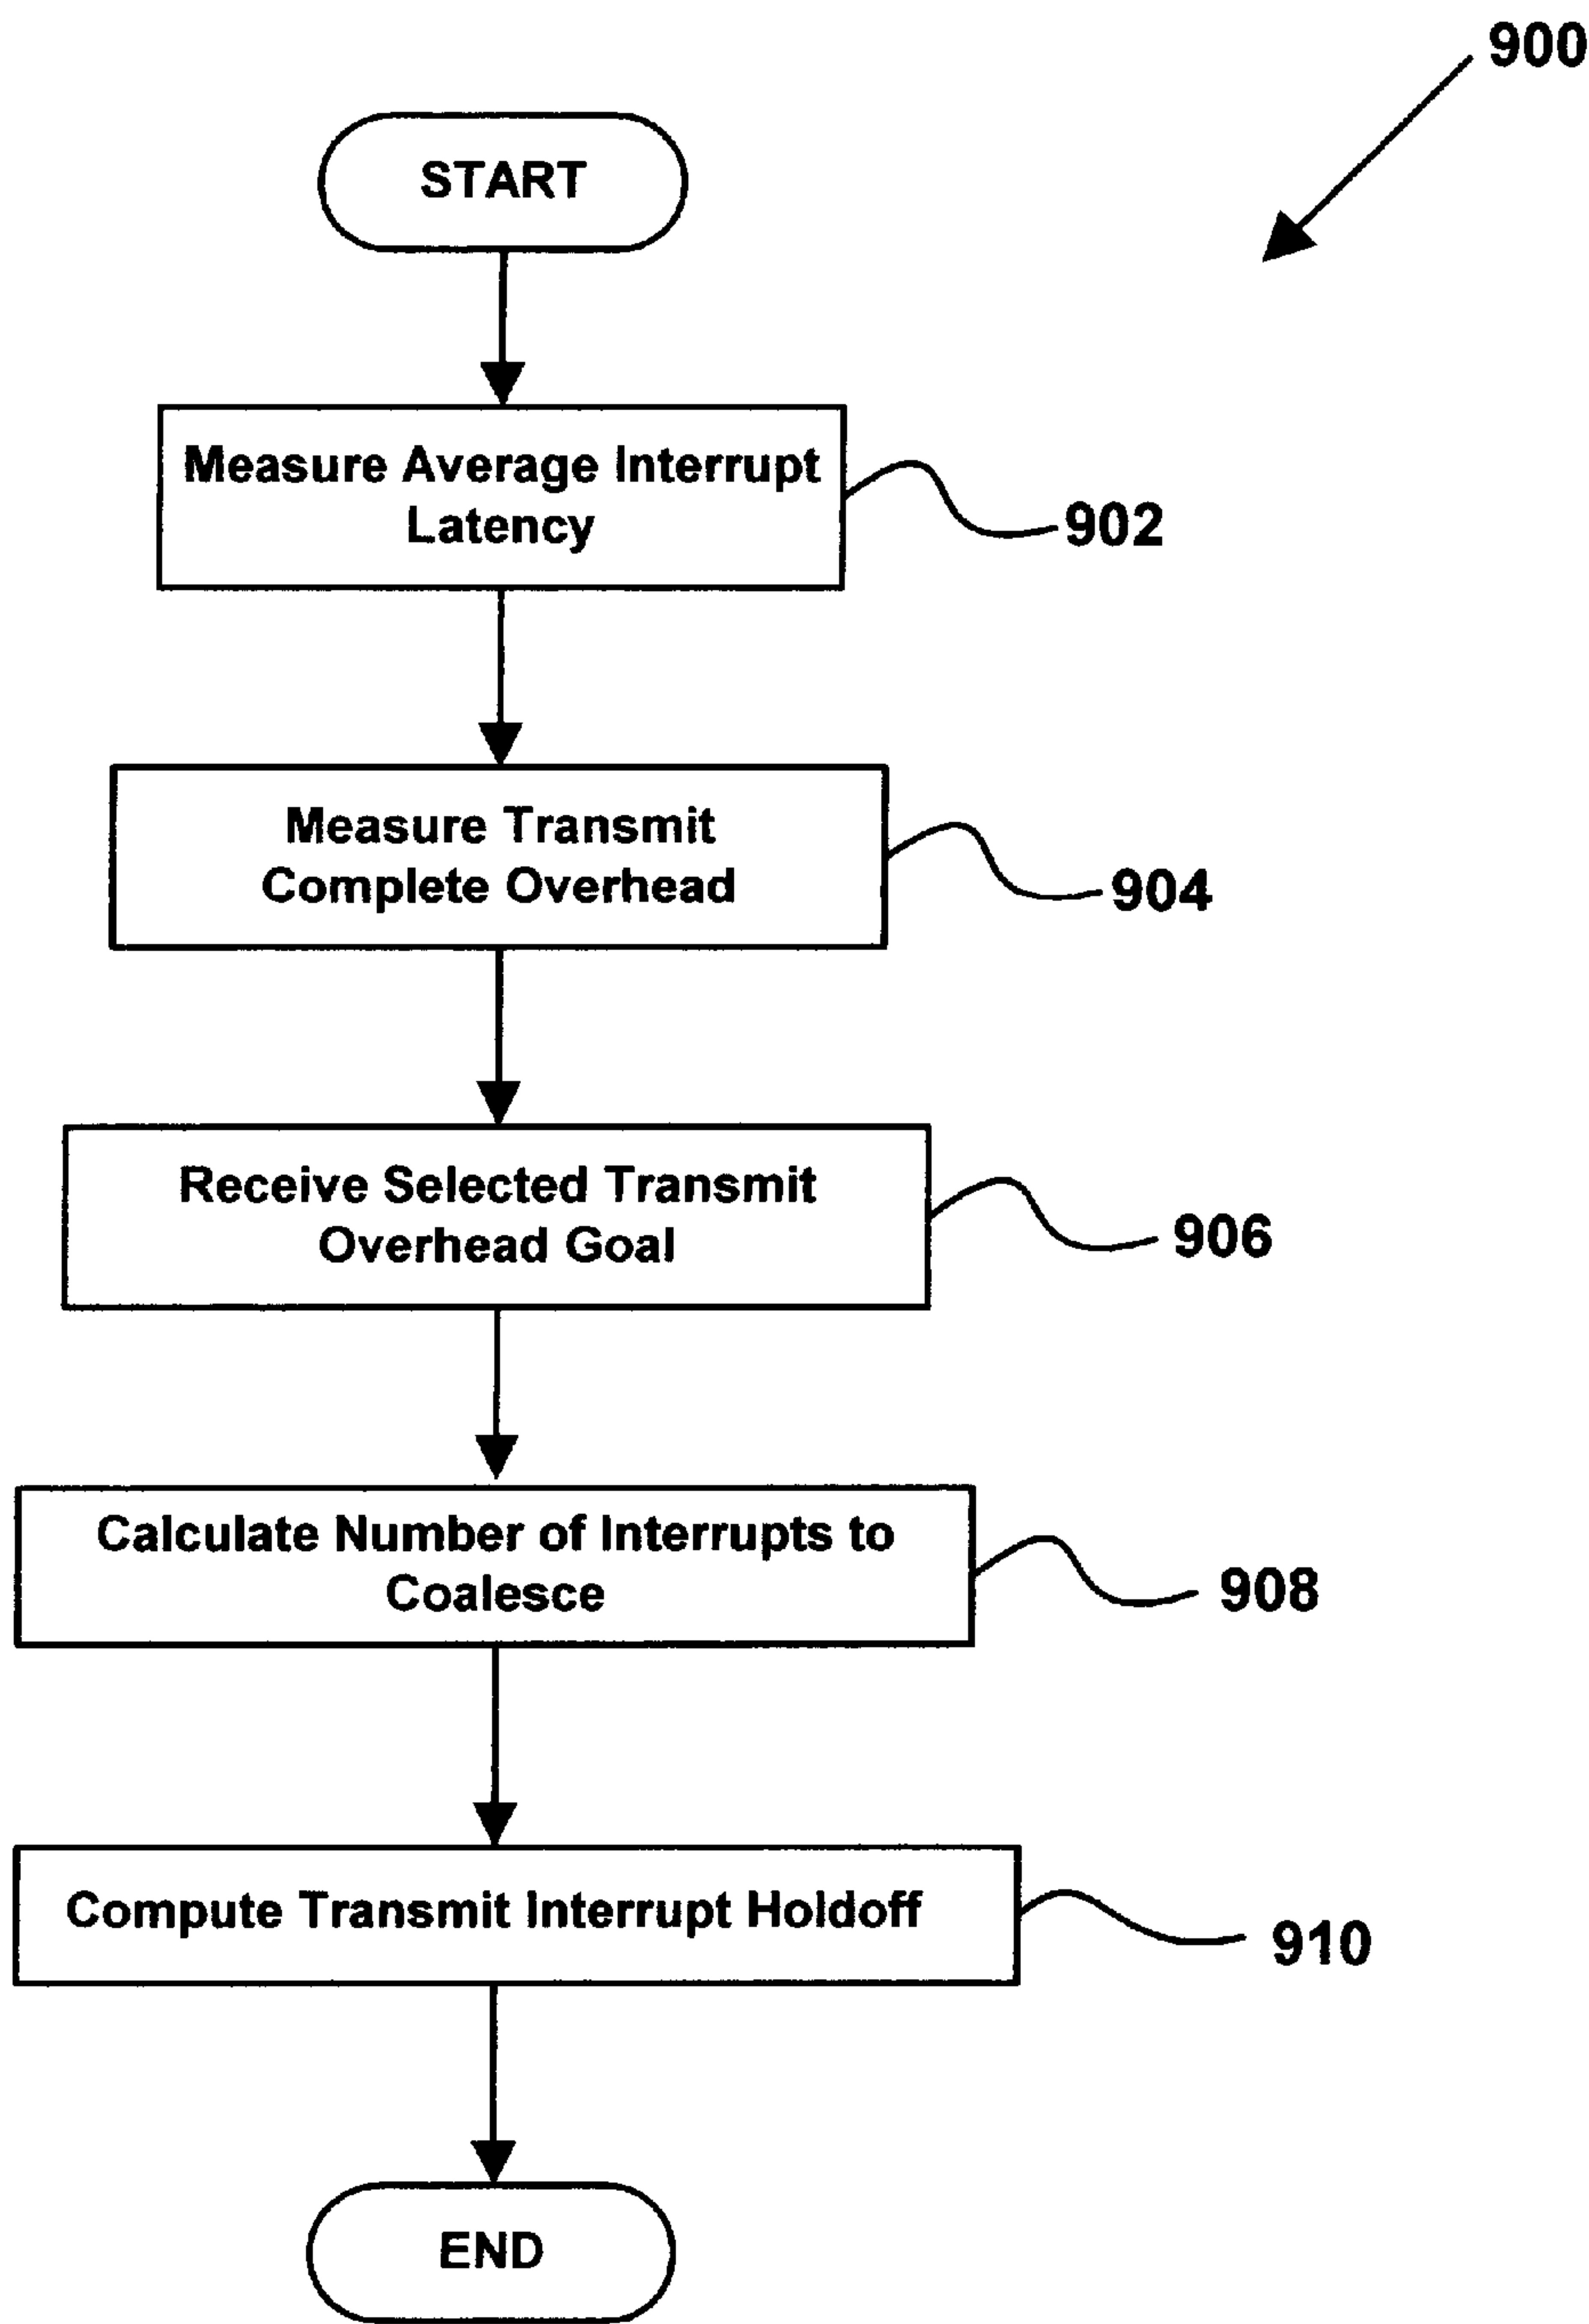 900
START
Measure Average Interrupt
Latency
902
Measure Transmit
Complete Overhead
904
Receive Selected Transmit
Overhead Goal
906
Calculate Number of Interrupts to
Coalesce
908
Compute Transmit Interrupt Holdoff
910
END